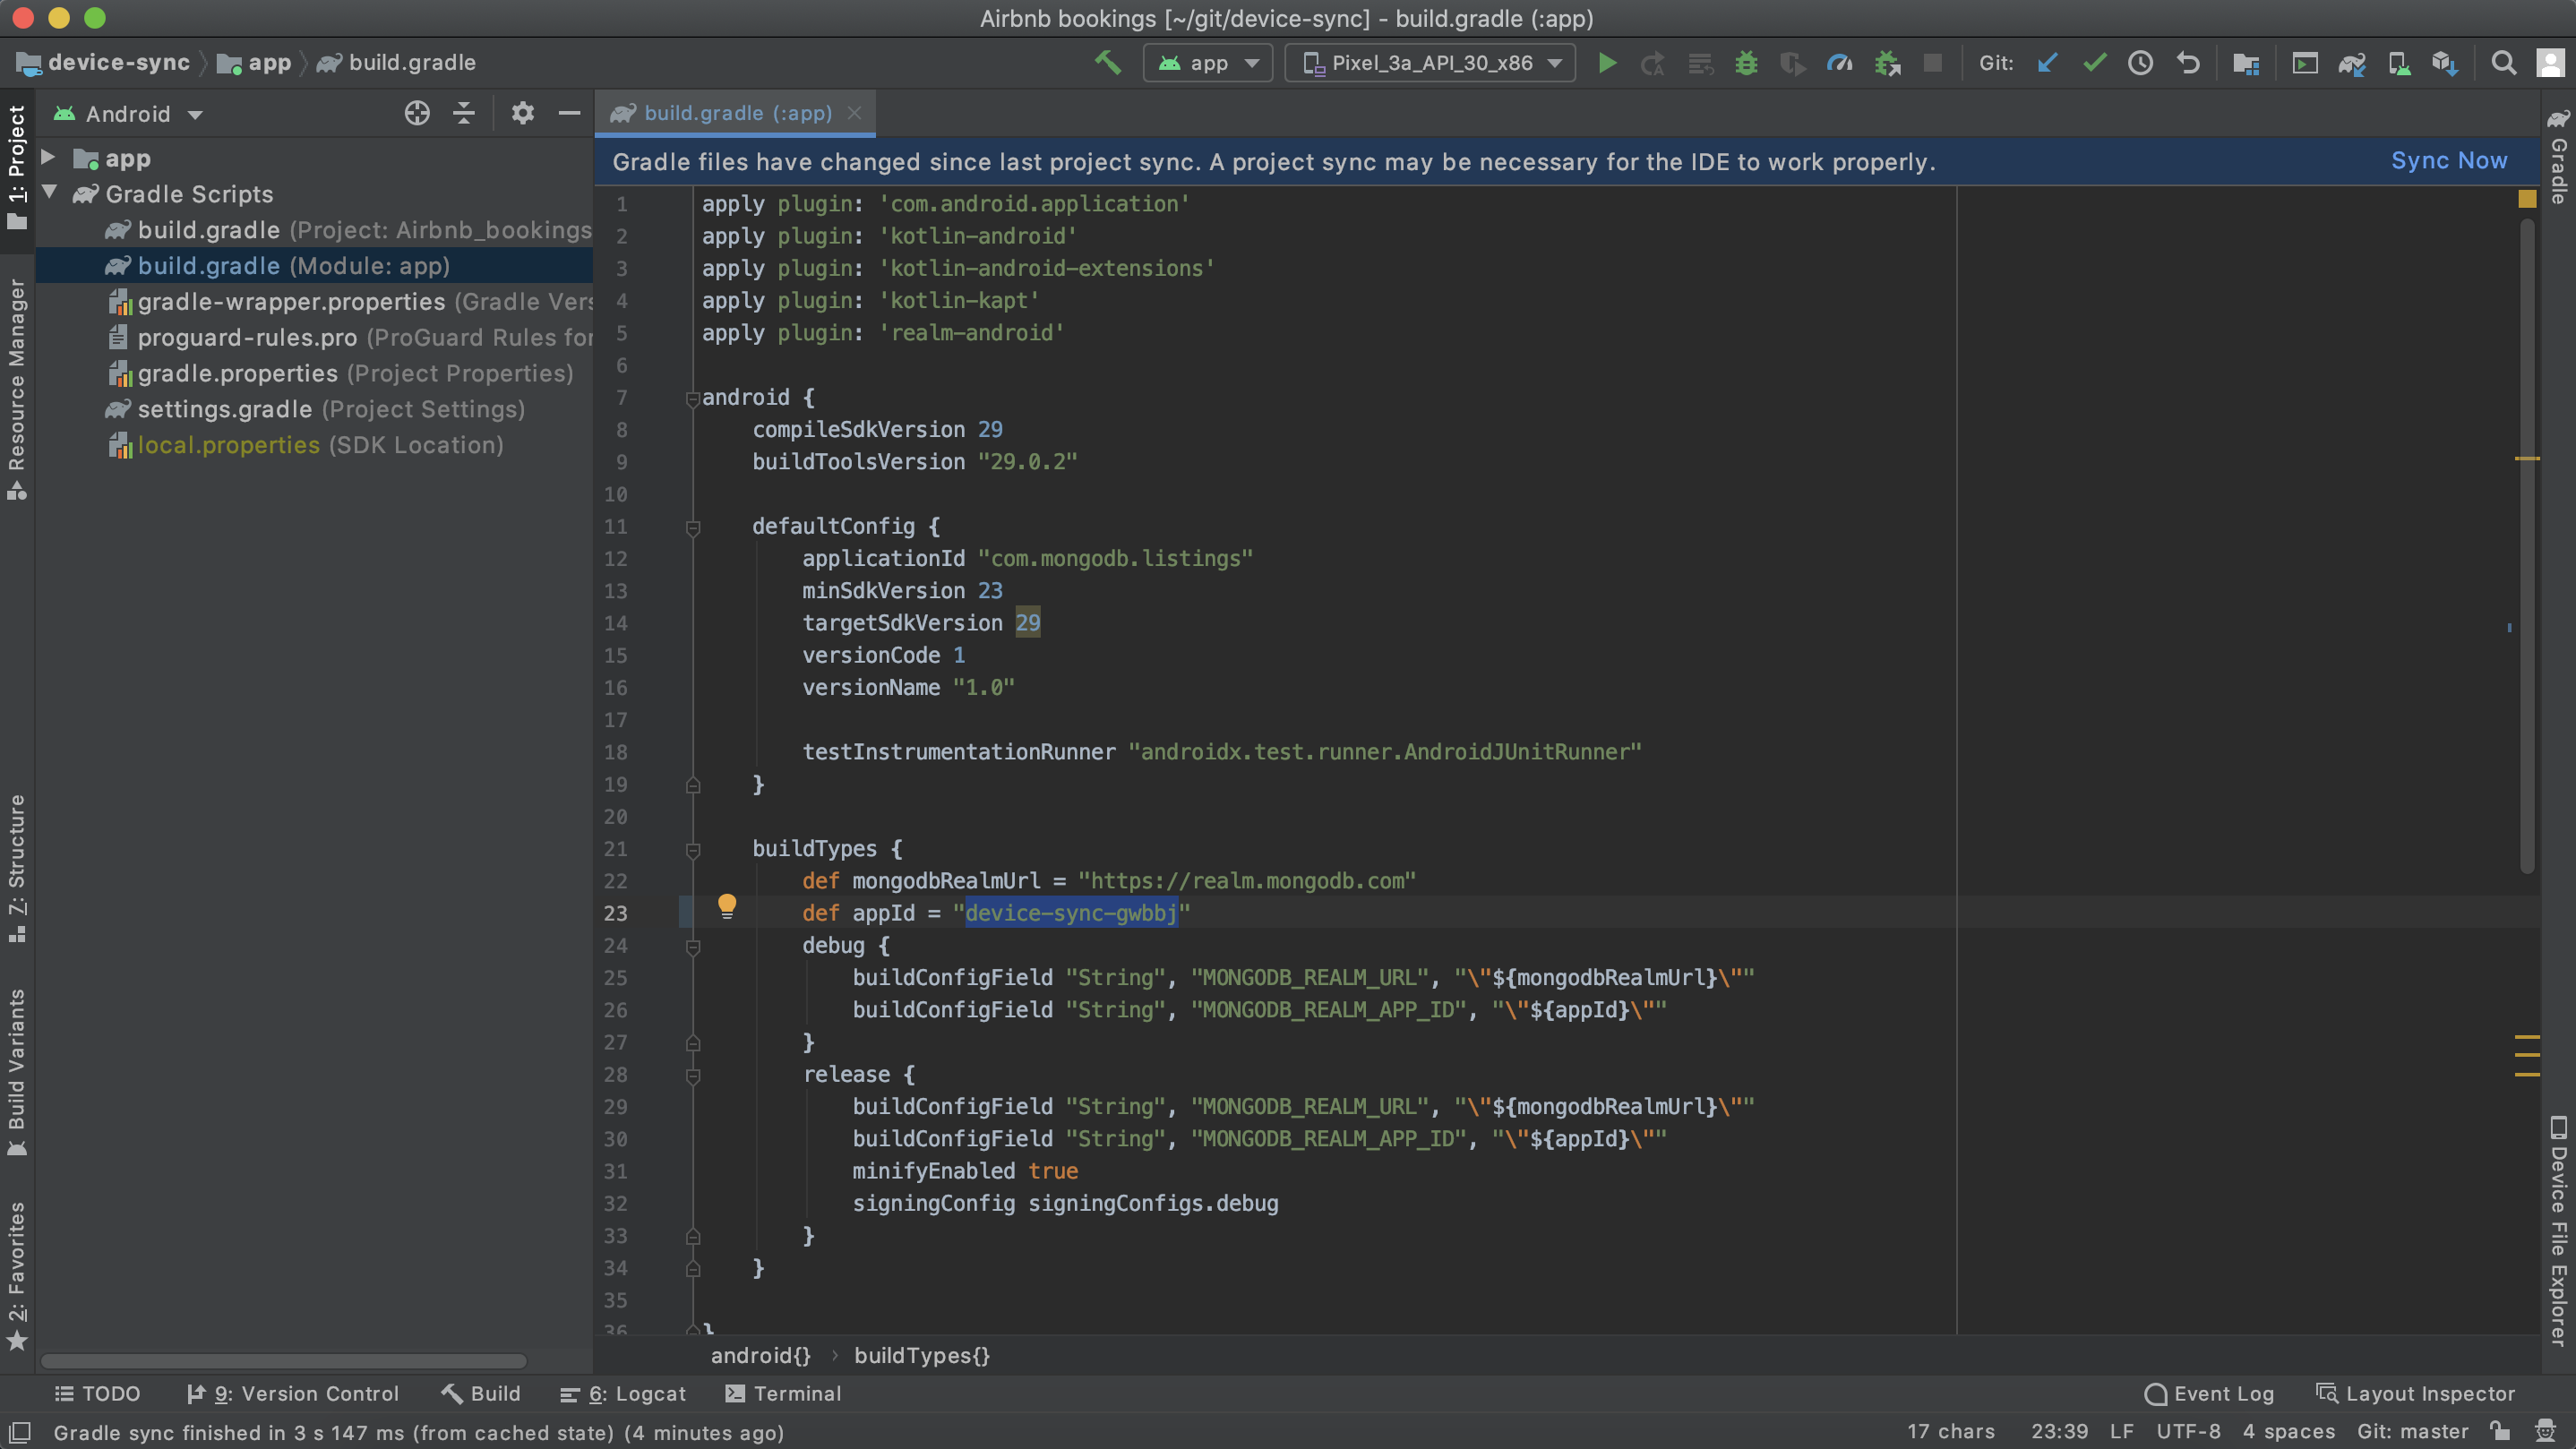 Airbnb bookings [~/git/device-sync] - build.gradle (:app)
device-sync app build.gradle
app Pixel_3a_API_30_x86 Git:
1: Project
Resource Manager
7: Structure
Build Variants
2: Favorites
Android
app
Gradle Scripts
build.gradle (Project: Airbnb_bookings
build.gradle (Module: app)
gradle-wrapper.properties (Gradle Vers
proguard-rules.pro (ProGuard Rules for
gradle.properties (Project Properties)
settings.gradle (Project Settings)
local.properties (SDK Location)
build.gradle (:app)
Gradle files have changed since last project sync. A project sync may be necessary for the IDE to work properly. Sync Now
1 apply plugin: 'com.android.application'
2 apply plugin: 'kotlin-android'
3 apply plugin: 'kotlin-android-extensions'
4 apply plugin: 'kotlin-kapt'
5 apply plugin: 'realm-android'
6
7 android {
8 compileSdkVersion 29
9 buildToolsVersion "29.0.2"
10
11 defaultConfig {
12 applicationId "com.mongodb.listings"
13 minSdkVersion 23
14 targetSdkVersion 29
15 versionCode 1
16 versionName "1.0"
17
18 testInstrumentationRunner "androidx.test.runner.AndroidJUnitRunner"
19 }
20
21 buildTypes {
22 def mongodbRealmUrl = "https://realm.mongodb.com"
23 def appId = "device-sync-gwbbj"
24 debug {
25 buildConfigField "String", "MONGODB_REALM_URL", "\"${mongodbRealmUrl}\""
26 buildConfigField "String", "MONGODB_REALM_APP_ID", "\"${appId}\""
27 }
28 release {
29 buildConfigField "String", "MONGODB_REALM_URL", "\"${mongodbRealmUrl}\""
30 buildConfigField "String", "MONGODB_REALM_APP_ID", "\"${appId}\""
31 minifyEnabled true
32 signingConfig signingConfigs.debug
33 }
34 }
35
36 }
android{} › buildTypes{}
Gradle
Device File Explorer
TODO 9: Version Control Build 6: Logcat Terminal Event Log Layout Inspector
Gradle sync finished in 3 s 147 ms (from cached state) (4 minutes ago) 17 chars 23:39 LF UTF-8 4 spaces Git: master